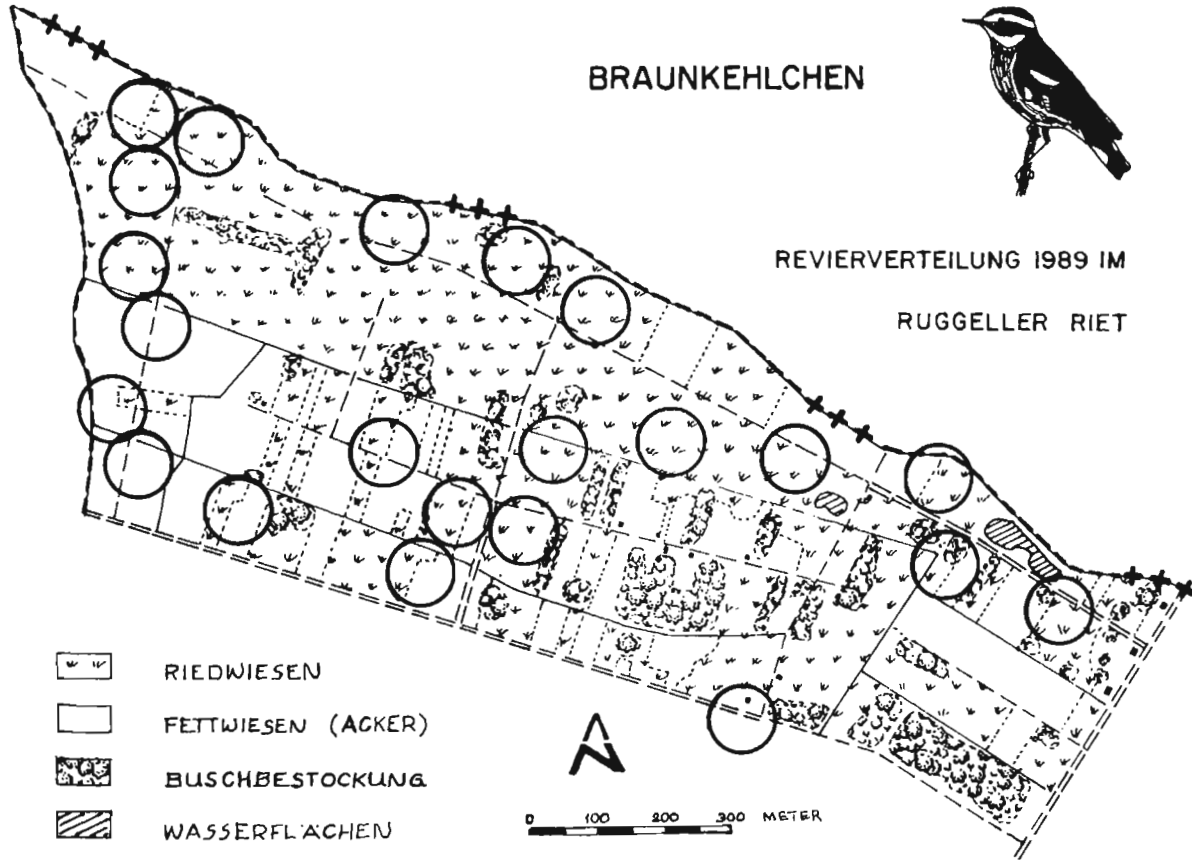 BRAUNKEHLCHEN
REVIERVERTEILUNG 1989 IM
RUGGELLER RIET
RIEDWIESEN
FETTWIESEN (ACKER)
BUSCHBESTOCKUNG
WASSERFLÄCHEN
N
0 100 200 300 METER